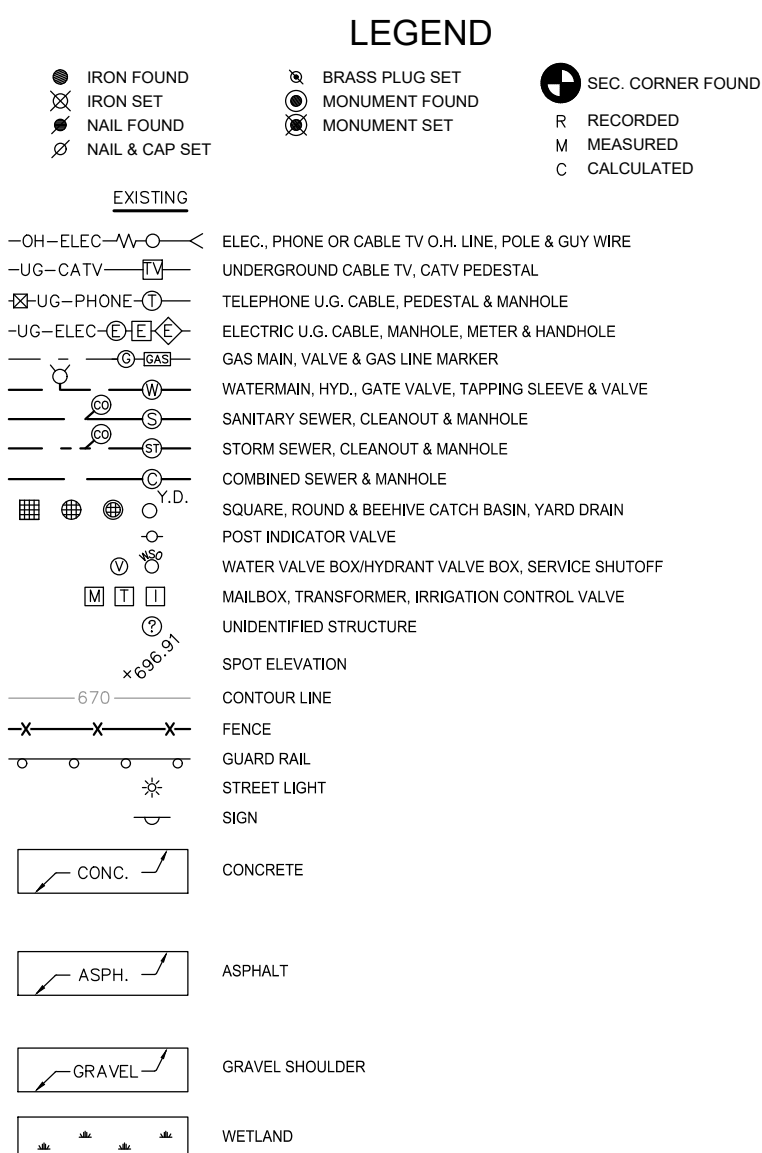 LEGEND
IRON FOUND
IRON SET
NAIL FOUND
NAIL & CAP SET
BRASS PLUG SET
MONUMENT FOUND
MONUMENT SET
SEC. CORNER FOUND
R RECORDED
M MEASURED
C CALCULATED
EXISTING
OH-ELEC ELEC., PHONE OR CABLE TV O.H. LINE, POLE & GUY WIRE
UG-CATV TV UNDERGROUND CABLE TV, CATV PEDESTAL
UG-PHONE T TELEPHONE U.G. CABLE, PEDESTAL & MANHOLE
UG-ELEC E E E ELECTRIC U.G. CABLE, MANHOLE, METER & HANDHOLE
G GAS GAS MAIN, VALVE & GAS LINE MARKER
W WATERMAIN, HYD., GATE VALVE, TAPPING SLEEVE & VALVE
CO S SANITARY SEWER, CLEANOUT & MANHOLE
CO ST STORM SEWER, CLEANOUT & MANHOLE
C COMBINED SEWER & MANHOLE
Y.D. SQUARE, ROUND & BEEHIVE CATCH BASIN, YARD DRAIN
POST INDICATOR VALVE
V WSO WATER VALVE BOX/HYDRANT VALVE BOX, SERVICE SHUTOFF
M T I MAILBOX, TRANSFORMER, IRRIGATION CONTROL VALVE
? UNIDENTIFIED STRUCTURE
+696.91 SPOT ELEVATION
670 CONTOUR LINE
X X X FENCE
GUARD RAIL
STREET LIGHT
SIGN
CONC. CONCRETE
ASPH. ASPHALT
GRAVEL GRAVEL SHOULDER
WETLAND